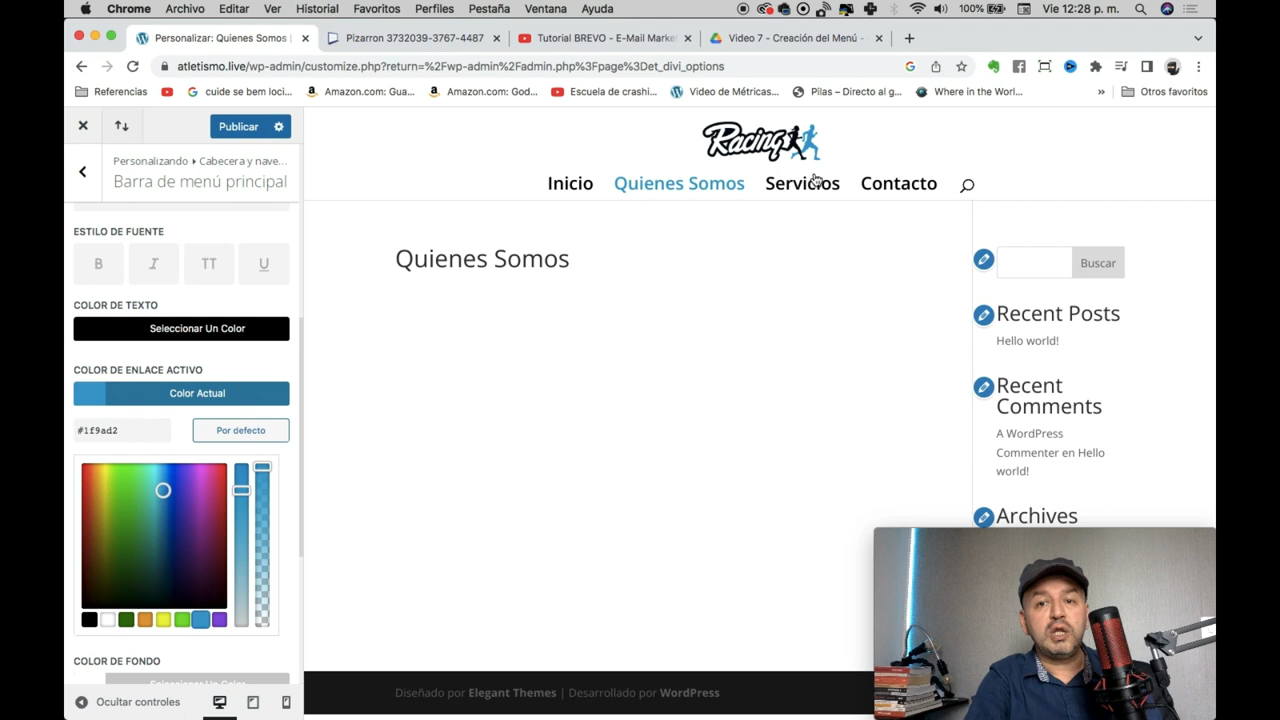 Chrome Archivo Editar Ver Historial Favoritos Perfiles Pestaña Ventana Ayuda 100% Vie 12:28 p. m.
Personalizar: Quienes Somos | Pizarron 3732039-3767-4487 Tutorial BREVO - E-Mail Marke Video 7 - Creación del Menú -
atletismo.live/wp-admin/customize.php?return=%2Fwp-admin%2Fadmin.php%3Fpage%3Det_divi_options
Referencias cuide se bem loci... Amazon.com: Gua... Amazon.com: God... Escuela de crashi... Video de Métricas... Pilas – Directo al g... Where in the Worl... » Otros favoritos
Publicar
Personalizando ▸ Cabecera y nave...
Barra de menú principal
Racing
Inicio Quienes Somos Servicios Contacto
ESTILO DE FUENTE
B I TT U
COLOR DE TEXTO
Seleccionar Un Color
COLOR DE ENLACE ACTIVO
Color Actual
#1f9ad2 Por defecto
COLOR DE FONDO
Seleccionar Un Color
Ocultar controles
Quienes Somos
Buscar
Recent Posts
Hello world!
Recent
Comments
A WordPress
Commenter en Hello
world!
Archives
Diseñado por Elegant Themes | Desarrollado por WordPress